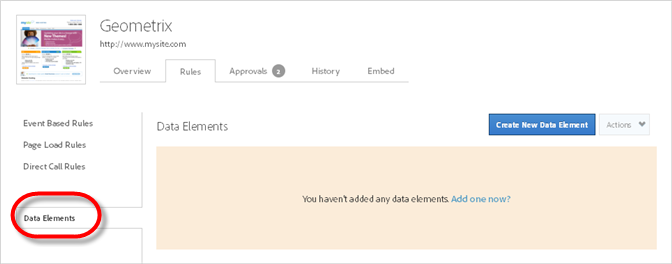 Geometrix
http://www.mysite.com
Overview
Rules
Approvals 2
History
Embed
Event Based Rules
Page Load Rules
Direct Call Rules
Data Elements
Data Elements
Create New Data Element
Actions
You haven't added any data elements. Add one now?